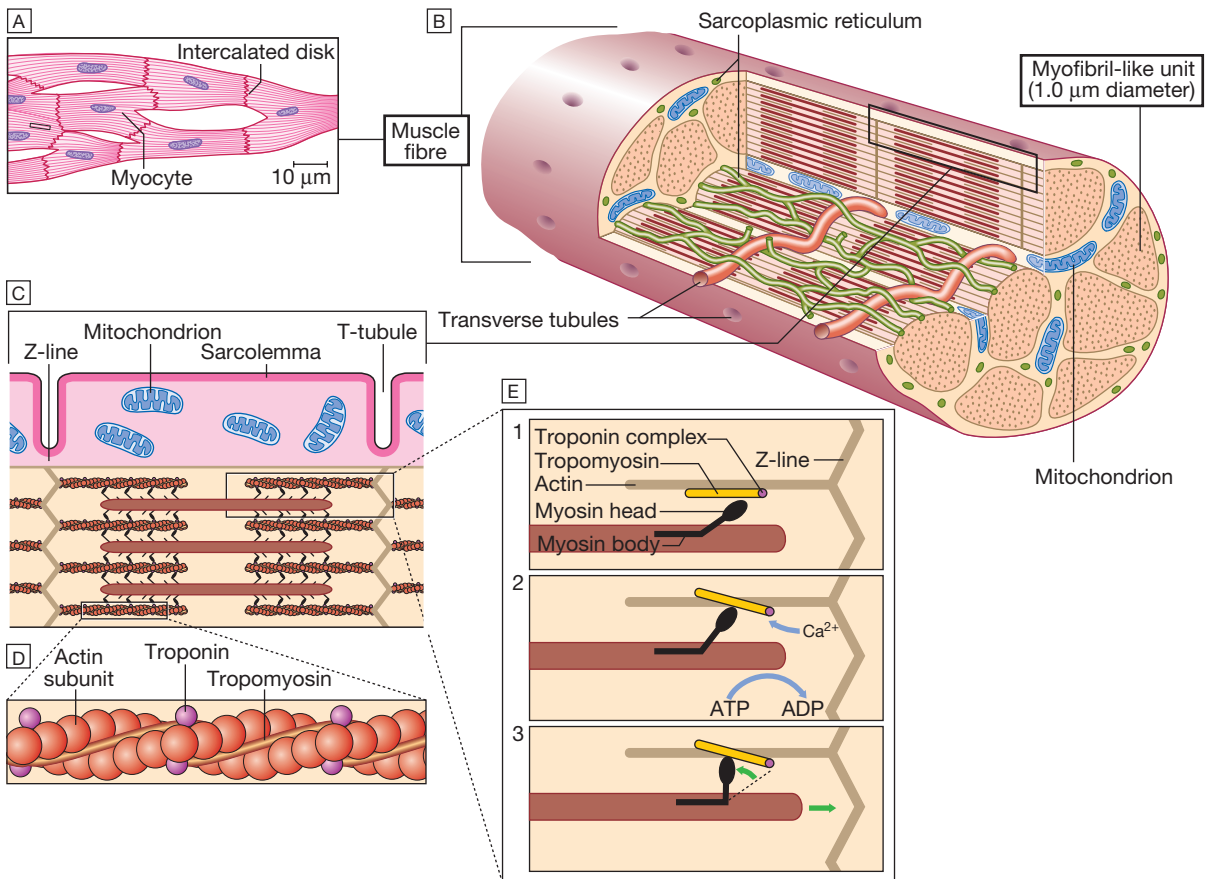 A
Intercalated disk
Myocyte
10 μm
Muscle
fibre
B
Sarcoplasmic reticulum
Myofibril-like unit
(1.0 μm diameter)
Transverse tubules
Mitochondrion
C
Mitochondrion
T-tubule
Z-line
Sarcolemma
D
Actin
subunit
Troponin
Tropomyosin
E
1
Troponin complex
Tropomyosin
Z-line
Actin
Myosin head
Myosin body
2
Ca²⁺
ATP
ADP
3